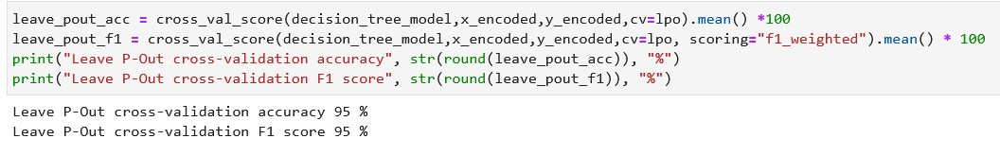 leave_pout_acc = cross_val_score(decision_tree_model,x_encoded,y_encoded,cv=lpo).mean() *100
leave_pout_f1 = cross_val_score(decision_tree_model,x_encoded,y_encoded,cv=lpo, scoring="f1_weighted").mean() * 100
print("Leave P-Out cross-validation accuracy", str(round(leave_pout_acc)), "%")
print("Leave P-Out cross-validation F1 score", str(round(leave_pout_f1)), "%")
Leave P-Out cross-validation accuracy 95 %
Leave P-Out cross-validation F1 score 95 %